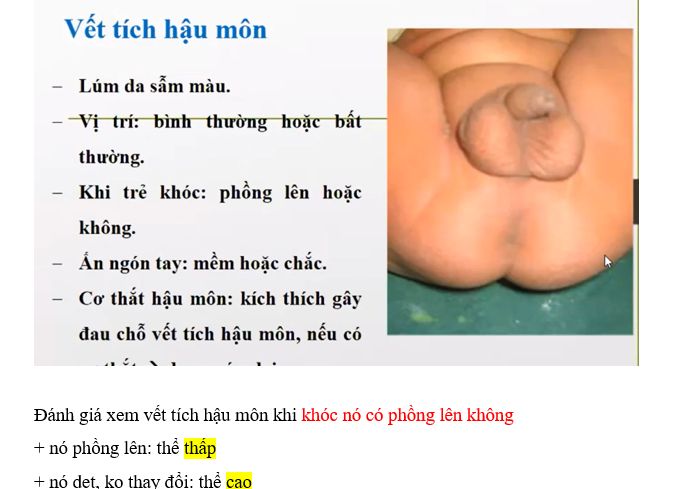 Vết tích hậu môn
– Lúm da sẫm màu.
– Vị trí: bình thường hoặc bất
thường.
– Khi trẻ khóc: phồng lên hoặc
không.
– Ấn ngón tay: mềm hoặc chắc.
– Cơ thắt hậu môn: kích thích gây
đau chỗ vết tích hậu môn, nếu có
Đánh giá xem vết tích hậu môn khi khóc nó có phồng lên không
+ nó phồng lên: thể thấp
+ nó dẹt, ko thay đổi: thể cao